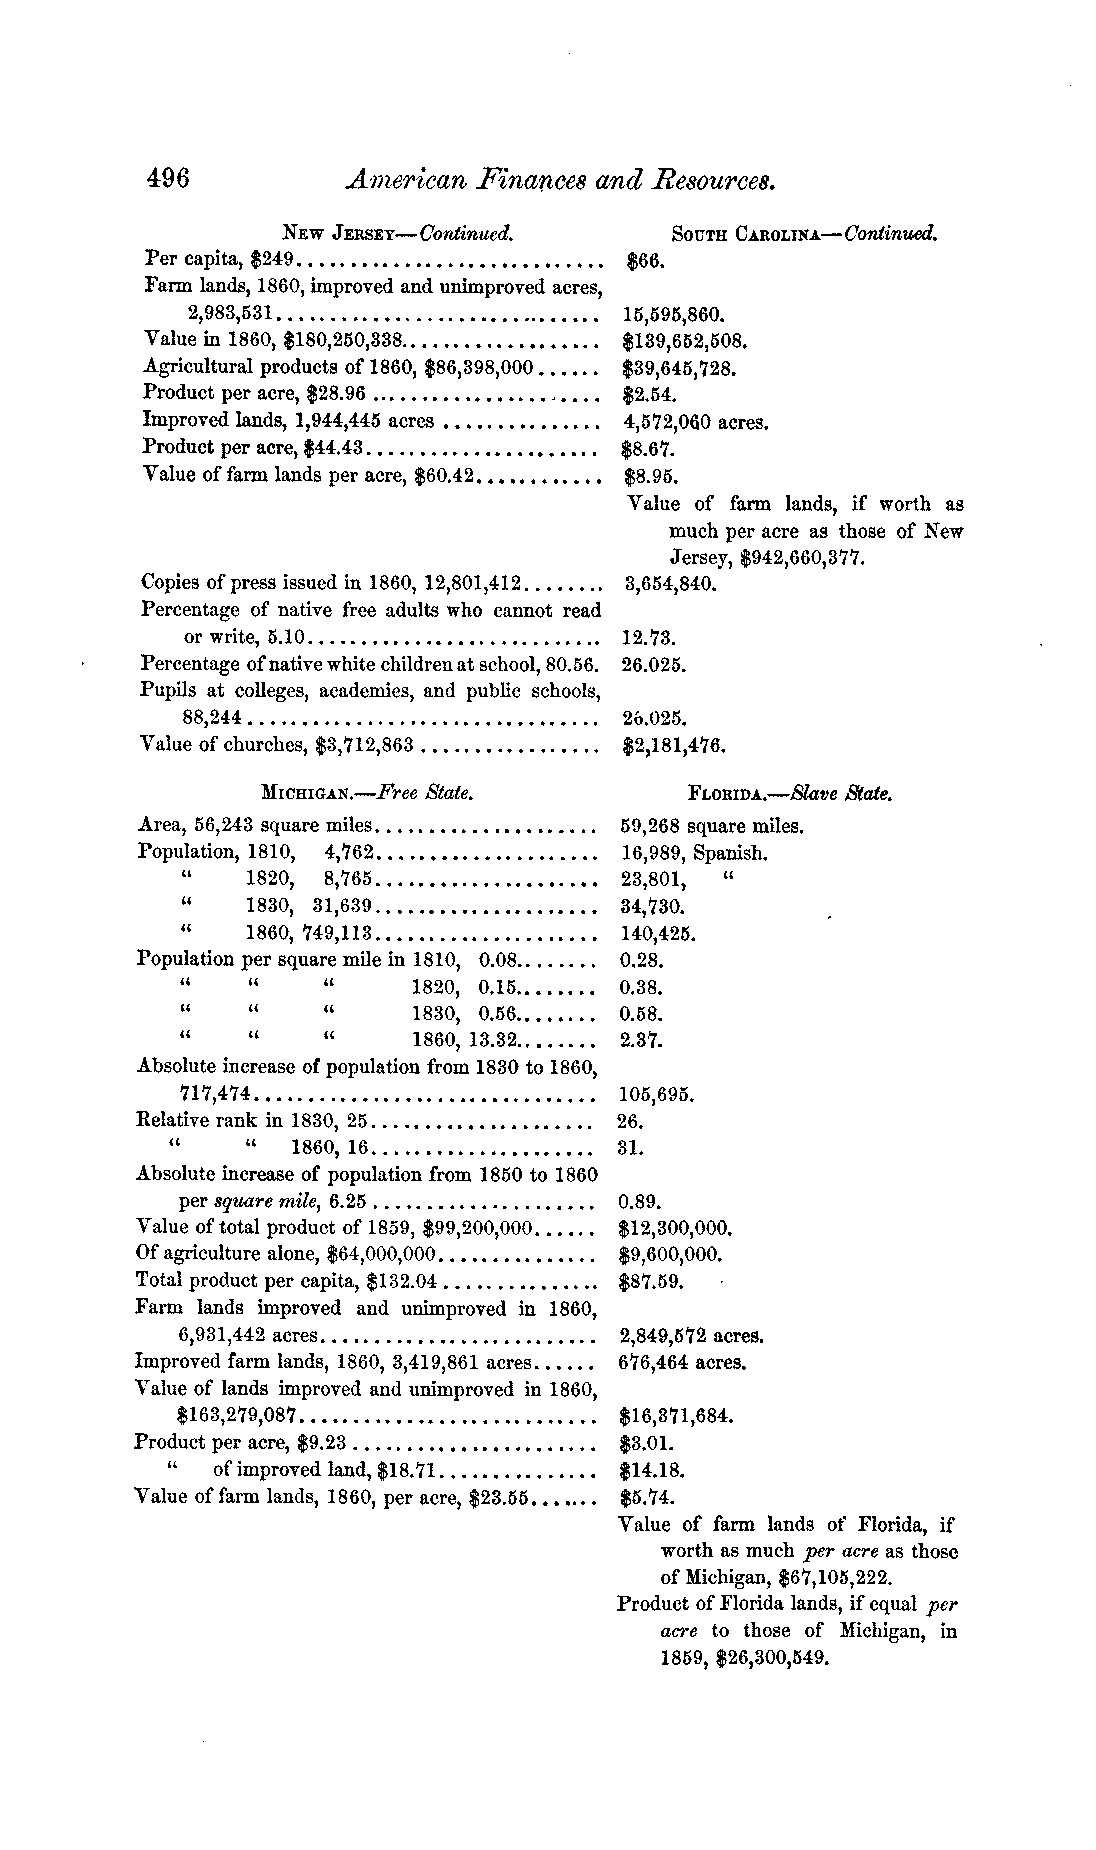 496 American Finances and Resources.
NEW JERSEY—Continued. SOUTH CAROLINA—Continued.
Per capita, $249............................. $66.
Farm lands, 1860, improved and unimproved acres,
2,983,531.............................. 15,595,860.
Value in 1860, $180,250,338................... $139,652,508.
Agricultural products of 1860, $86,398,000...... $39,645,728.
Product per acre, $28.96 ..................... $2.54.
Improved lands, 1,944,445 acres ............... 4,572,060 acres.
Product per acre, $44.43...................... $8.67.
Value of farm lands per acre, $60.42............ $8.95.
Value of farm lands, if worth as
much per acre as those of New
Jersey, $942,660,377.
Copies of press issued in 1860, 12,801,412........ 3,654,840.
Percentage of native free adults who cannot read
or write, 5.10............................ 12.73.
Percentage of native white children at school, 80.56. 26.025.
Pupils at colleges, academies, and public schools,
88,244................................. 26.025.
Value of churches, $3,712,863................. $2,181,476.
MICHIGAN.—Free State. FLORIDA.—Slave State.
Area, 56,243 square miles..................... 59,268 square miles.
Population, 1810, 4,762..................... 16,989, Spanish.
“ 1820, 8,765..................... 23,801, “
“ 1830, 31,639..................... 34,730.
“ 1860, 749,113..................... 140,425.
Population per square mile in 1810, 0.08........ 0.28.
“ “ “ 1820, 0.15........ 0.38.
“ “ “ 1830, 0.56........ 0.58.
“ “ “ 1860, 13.32........ 2.37.
Absolute increase of population from 1830 to 1860,
717,474................................ 105,695.
Relative rank in 1830, 25..................... 26.
“ “ 1860, 16..................... 31.
Absolute increase of population from 1850 to 1860
per square mile, 6.25..................... 0.89.
Value of total product of 1859, $99,200,000...... $12,300,000.
Of agriculture alone, $64,000,000............... $9,600,000.
Total product per capita, $132.04............... $87.59.
Farm lands improved and unimproved in 1860,
6,931,442 acres.......................... 2,849,572 acres.
Improved farm lands, 1860, 3,419,861 acres...... 676,464 acres.
Value of lands improved and unimproved in 1860,
$163,279,087............................ $16,371,684.
Product per acre, $9.23....................... $3.01.
“ of improved land, $18.71............... $14.18.
Value of farm lands, 1860, per acre, $23.55....... $5.74.
Value of farm lands of Florida, if
worth as much per acre as those
of Michigan, $67,105,222.
Product of Florida lands, if equal per
acre to those of Michigan, in
1859, $26,300,549.